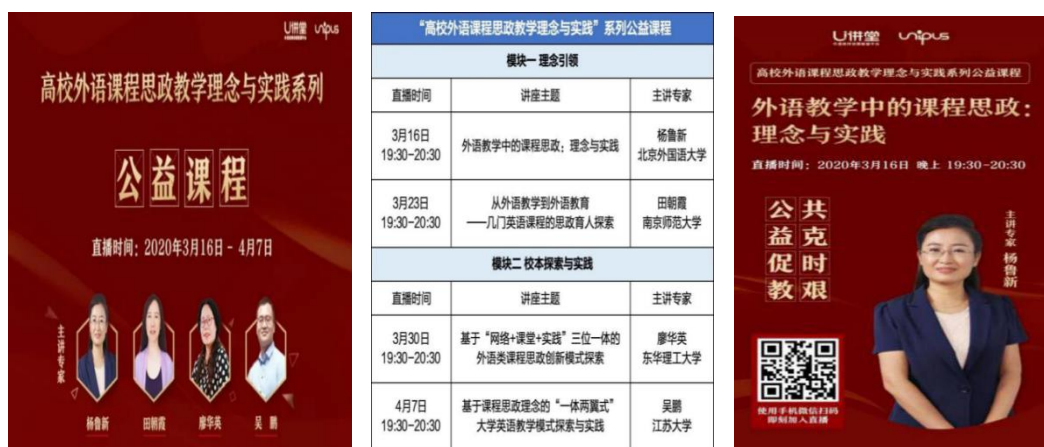 U讲堂 unipus
高校外语课程思政教学理念与实践系列
公益课程
直播时间：2020年3月16日 - 4月7日
主讲专家
杨鲁新 田朝霞 廖华英 吴 鹏
“高校外语课程思政教学理念与实践”系列公益课程
模块一 理念引领
直播时间 讲座主题 主讲专家
3月16日
19:30-20:30
外语教学中的课程思政：理念与实践
杨鲁新
北京外国语大学
3月23日
19:30-20:30
从外语教学到外语教育
——几门英语课程的思政育人探索
田朝霞
南京师范大学
模块二 校本探索与实践
直播时间 讲座主题 主讲专家
3月30日
19:30-20:30
基于“网络+课堂+实践”三位一体的
外语类课程思政创新模式探索
廖华英
东华理工大学
4月7日
19:30-20:30
基于课程思政理念的“一体两翼式”
大学英语教学模式探索与实践
吴鹏
江苏大学
U讲堂 unipus
高校外语课程思政教学理念与实践系列公益课程
外语教学中的课程思政：
理念与实践
直播时间：2020年3月16日 晚上 19:30-20:30
共克时艰
公益促教
主讲专家 杨鲁新
使用手机微信扫码
即刻加入直播